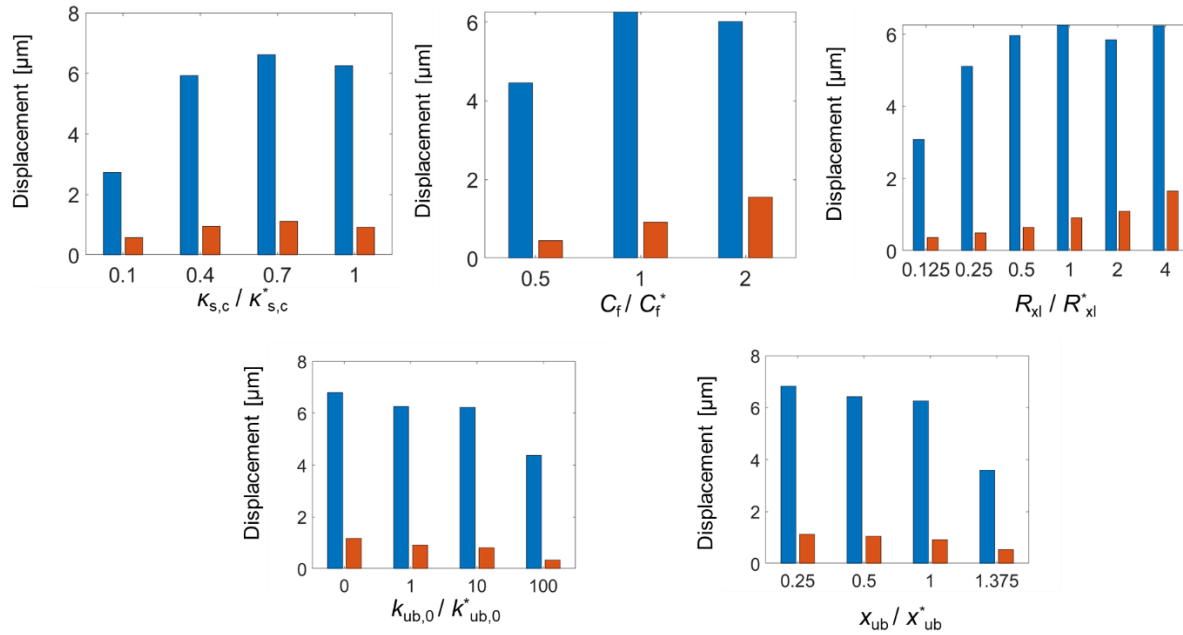 Displacement [μm]
8
6
4
2
0
0.1 0.4 0.7 1
κs,c / κ*s,c
Displacement [μm]
6
4
2
0
0.5 1 2
Cf / Cf*
Displacement [μm]
6
4
2
0
0.125 0.25 0.5 1 2 4
Rxl / R*xl
Displacement [μm]
8
6
4
2
0
0 1 10 100
kub,0 / k*ub,0
Displacement [μm]
8
6
4
2
0
0.25 0.5 1 1.375
xub / x*ub